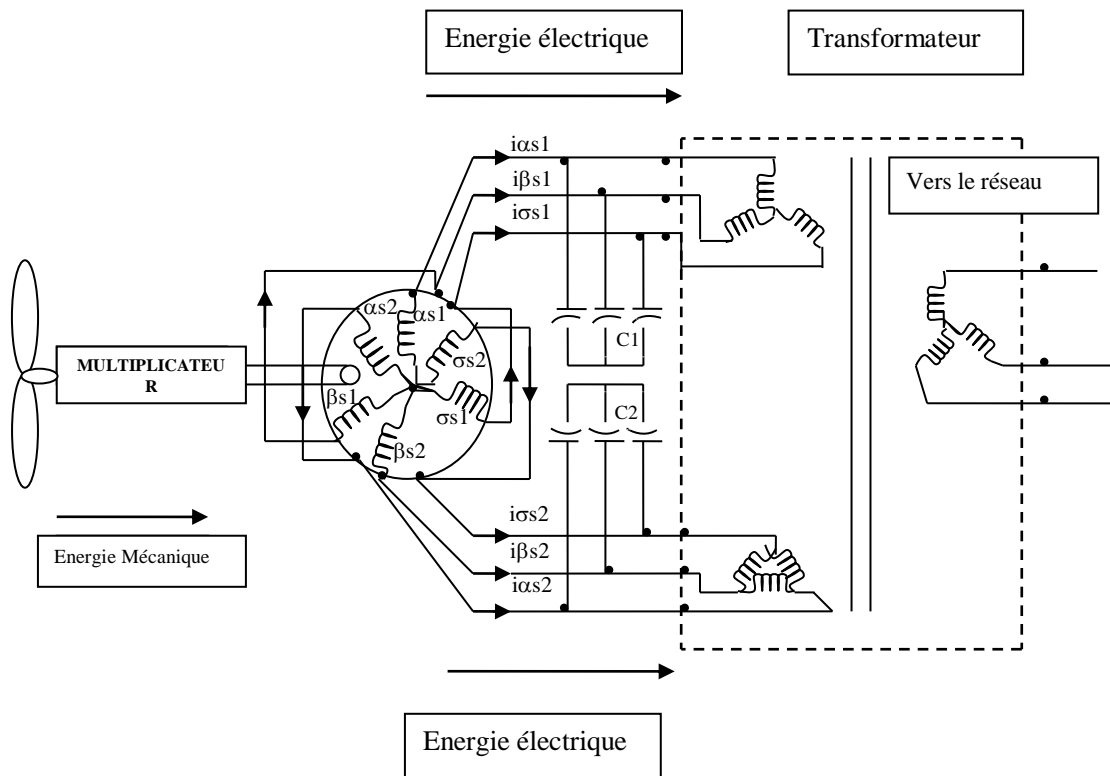 Energie électrique
Transformateur
iαs1
iβs1
iσs1
Vers le réseau
αs2
αs1
σs2
C1
MULTIPLICATEU
R
βs1
σs1
C2
βs2
iσs2
iβs2
iαs2
Energie Mécanique
Energie électrique